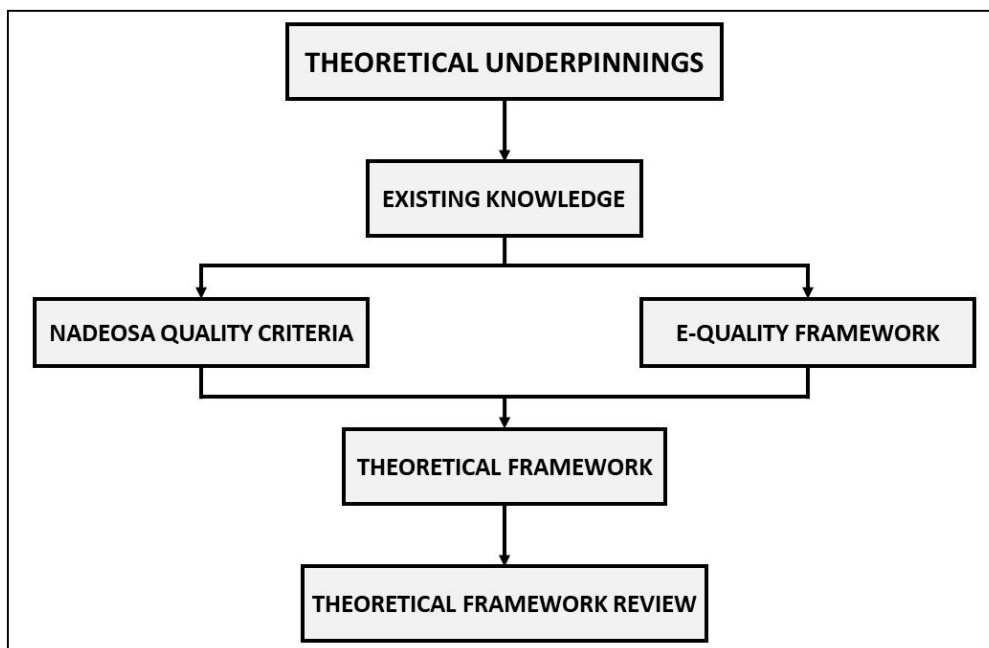 THEORETICAL UNDERPINNINGS
EXISTING KNOWLEDGE
NADEOSA QUALITY CRITERIA
E-QUALITY FRAMEWORK
THEORETICAL FRAMEWORK
THEORETICAL FRAMEWORK REVIEW